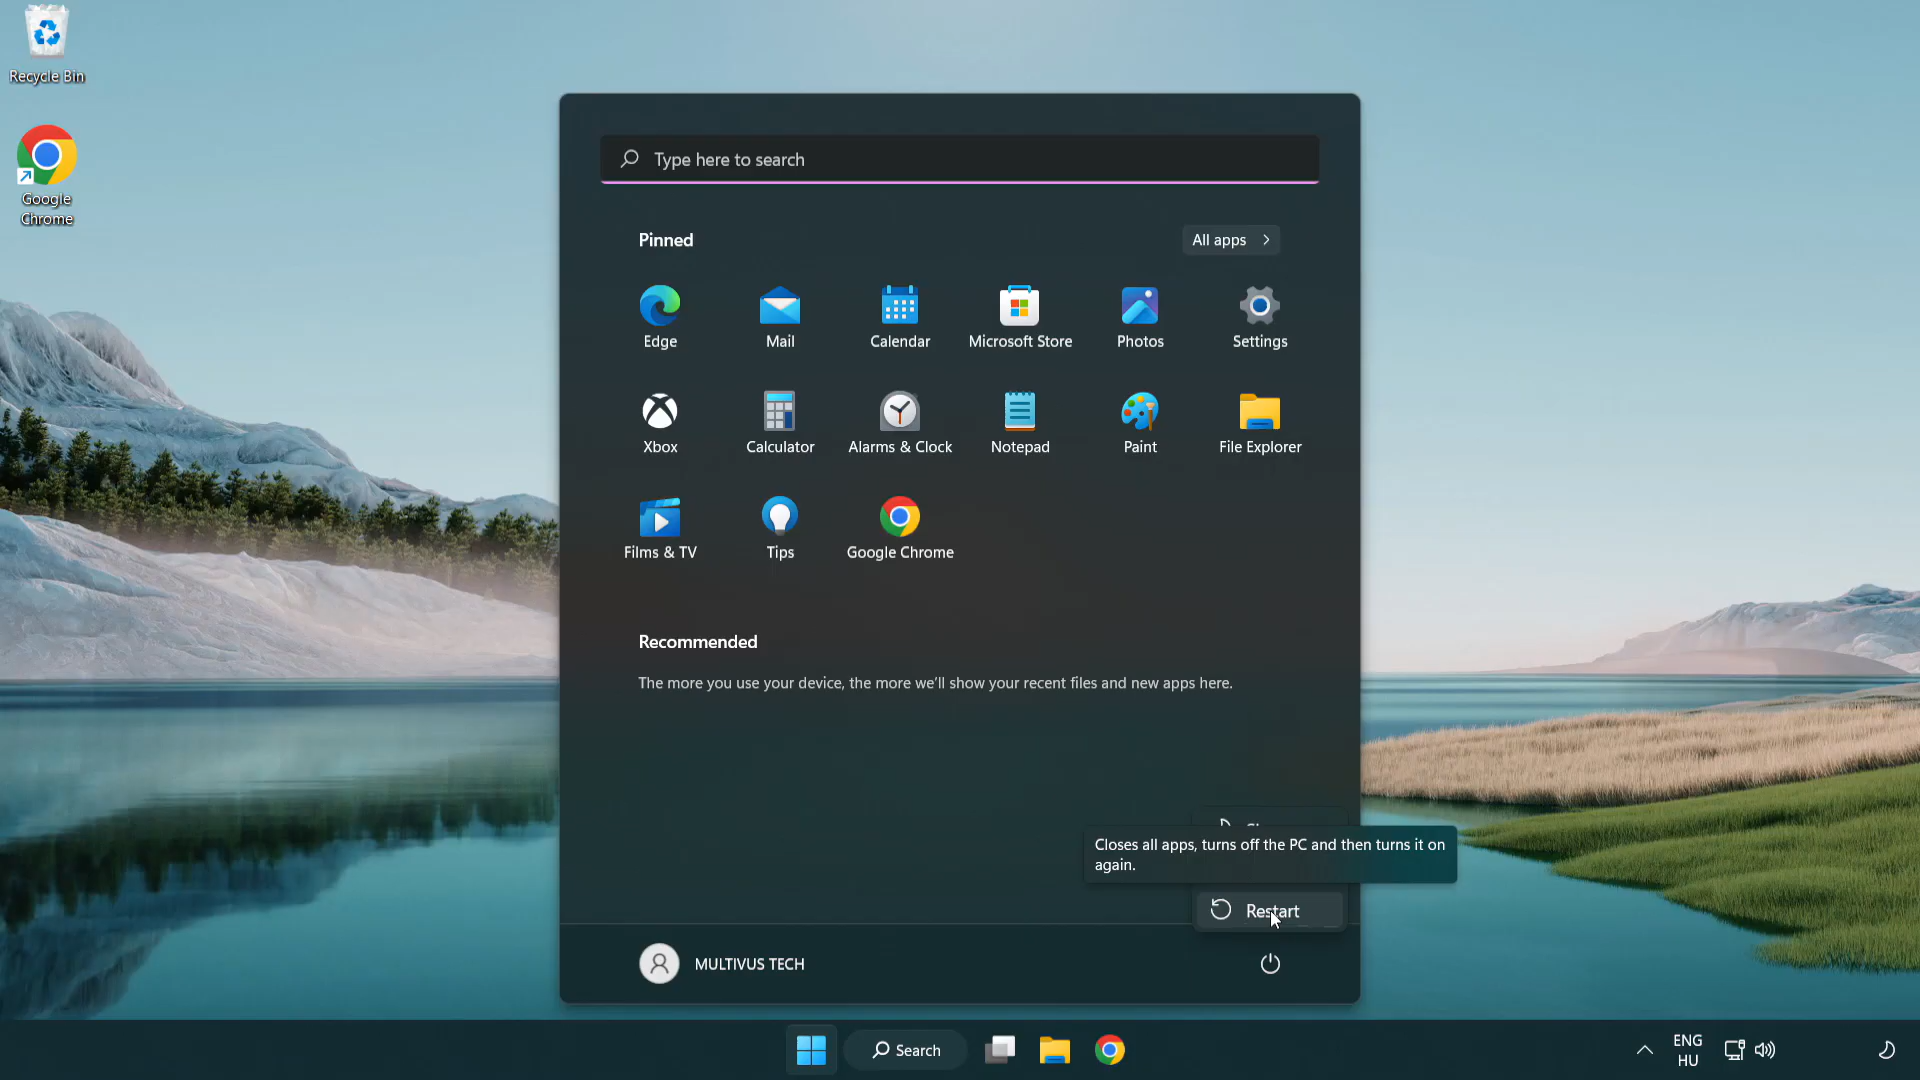 Recycle Bin
Google
Chrome
Type here to search
Pinned
All apps
Edge
Mail
Calendar
Microsoft Store
Photos
Settings
Xbox
Calculator
Alarms & Clock
Notepad
Paint
File Explorer
Films & TV
Tips
Google Chrome
Recommended
The more you use your device, the more we'll show your recent files and new apps here.
Closes all apps, turns off the PC and then turns it on
again.
Restart
MULTIVUS TECH
Search
ENG
HU